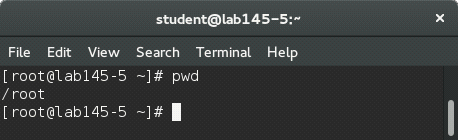 student@lab145-5:~
File Edit View Search Terminal Help
[root@lab145-5 ~]# pwd
/root
[root@lab145-5 ~]#